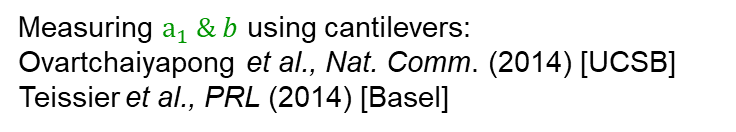 Measuring a₁ & b using cantilevers:
Ovartchaiyapong et al., Nat. Comm. (2014) [UCSB]
Teissier et al., PRL (2014) [Basel]